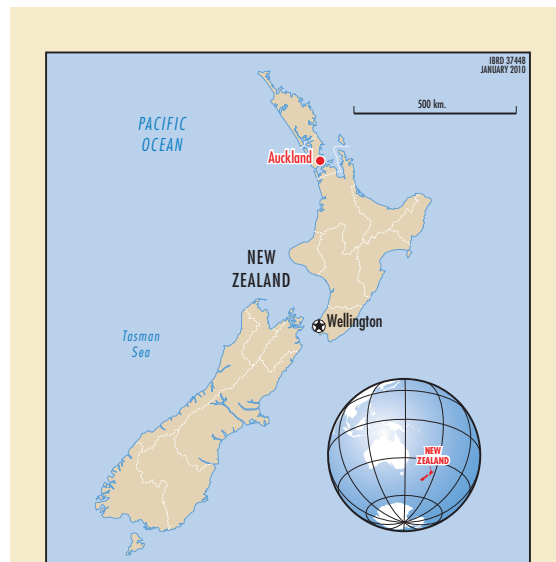 IBRD 37448
JANUARY 2010
500 km.
PACIFIC
OCEAN
Auckland
NEW
ZEALAND
Wellington
Tasman
Sea
NEW
ZEALAND